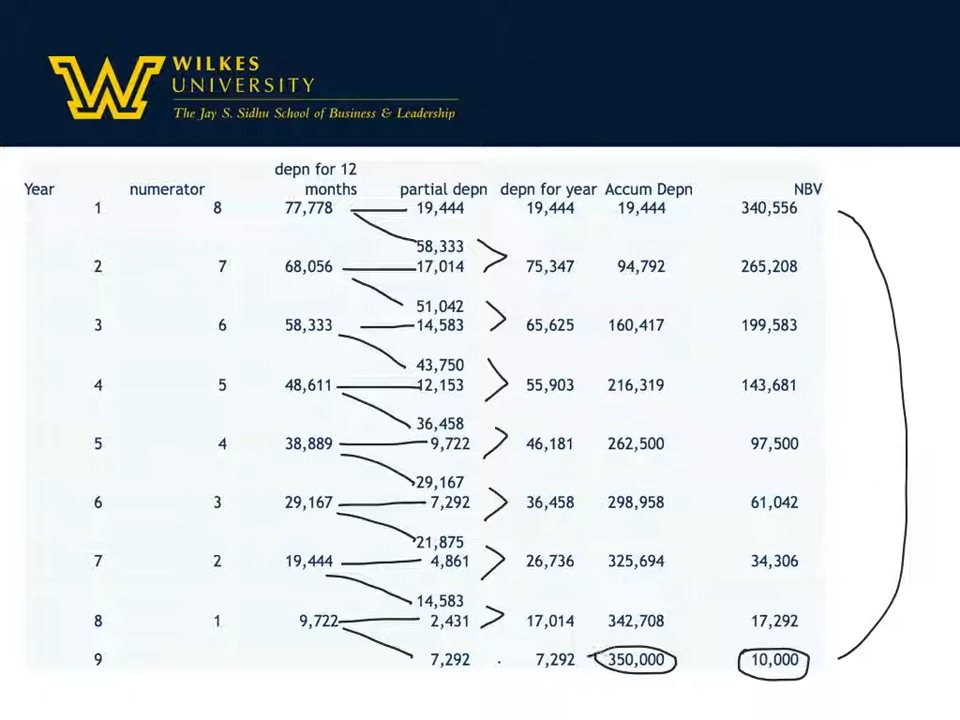 WILKES
UNIVERSITY
The Jay S. Sidhu School of Business & Leadership
depn for 12
Year numerator months partial depn depn for year Accum Depn NBV
1 8 77,778 19,444 19,444 19,444 340,556
58,333
2 7 68,056 17,014 75,347 94,792 265,208
51,042
3 6 58,333 14,583 65,625 160,417 199,583
43,750
4 5 48,611 12,153 55,903 216,319 143,681
36,458
5 4 38,889 9,722 46,181 262,500 97,500
29,167
6 3 29,167 7,292 36,458 298,958 61,042
21,875
7 2 19,444 4,861 26,736 325,694 34,306
14,583
8 1 9,722 2,431 17,014 342,708 17,292
9 7,292 7,292 350,000 10,000